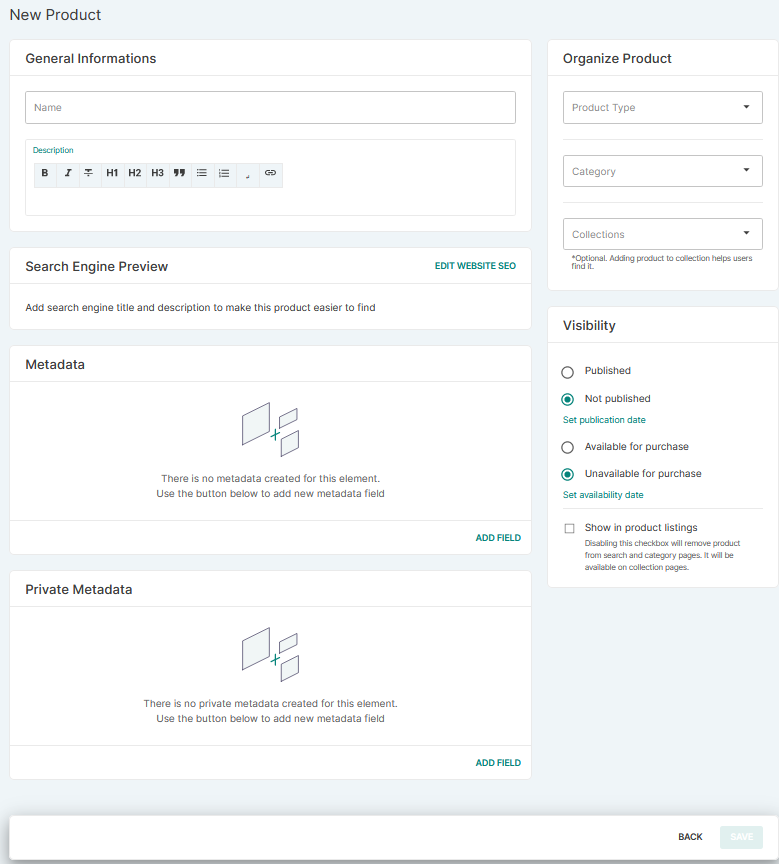 New Product
General Informations
Name
Description
B I T H1 H2 H3
Search Engine Preview
EDIT WEBSITE SEO
Add search engine title and description to make this product easier to find
Metadata
There is no metadata created for this element.
Use the button below to add new metadata field
ADD FIELD
Private Metadata
There is no private metadata created for this element.
Use the button below to add new metadata field
ADD FIELD
Organize Product
Product Type
Category
Collections
*Optional. Adding product to collection helps users
find it.
Visibility
Published
Not published
Set publication date
Available for purchase
Unavailable for purchase
Set availability date
Show in product listings
Disabling this checkbox will remove product
from search and category pages. It will be
available on collection pages.
BACK
SAVE